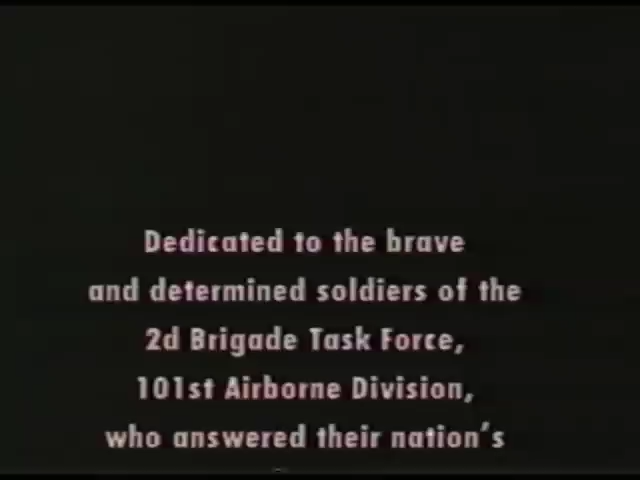 Dedicated to the brave
and determined soldiers of the
2d Brigade Task Force,
101st Airborne Division,
who answered their nation's